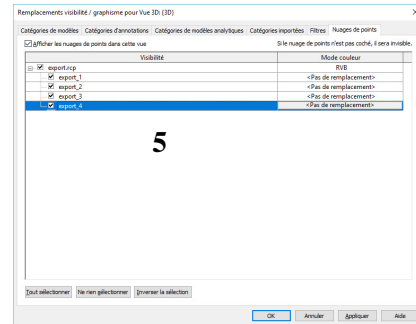 Remplacements visibilité / graphisme pour Vue 3D: {3D}
Catégories de modèles Catégories d'annotations Catégories de modèles analytiques Catégories importées Filtres Nuages de points
Afficher les nuages de points dans cette vue Si le nuage de points n'est pas coché, il sera invisible.
Visibilité Mode couleur
export.rcp RVB
export_1 <Pas de remplacement>
export_2 <Pas de remplacement>
export_3 <Pas de remplacement>
export_4 <Pas de remplacement>
5
Tout sélectionner Ne rien sélectionner Inverser la sélection
OK Annuler Appliquer Aide